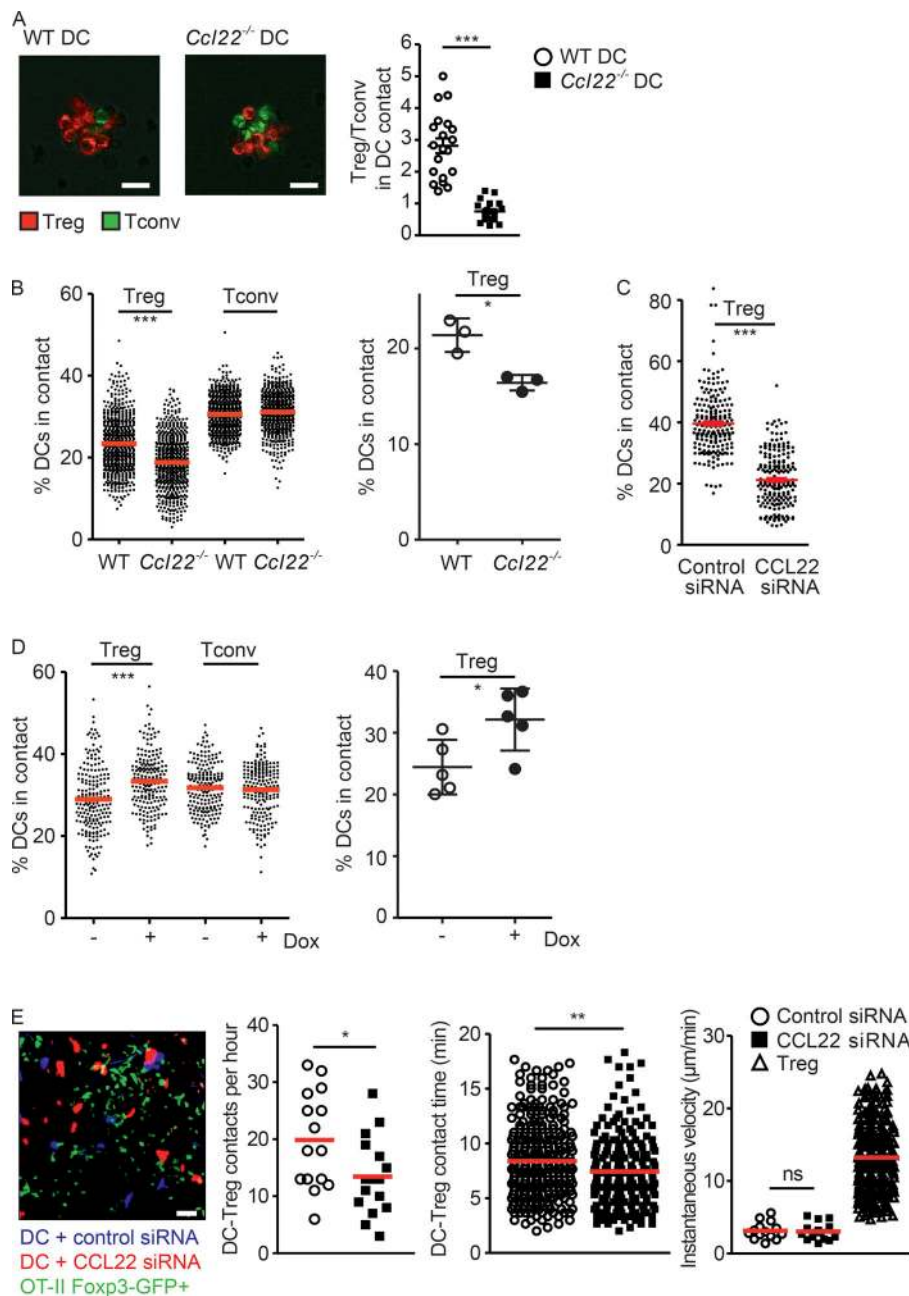 A
WT DC
Ccl22-/- DC
Treg
Tconv
Treg/Tconv
in DC contact
6
5
4
3
2
1
0
***
WT DC
Ccl22-/- DC
B
% DCs in contact
60
40
20
0
Treg
***
Tconv
WT Ccl22-/- WT Ccl22-/-
% DCs in contact
20
10
0
Treg
*
WT Ccl22-/-
C
% DCs in contact
80
60
40
20
0
Treg
***
Control CCL22
siRNA siRNA
D
% DCs in contact
60
40
20
0
Treg
***
Tconv
- + - + Dox
% DCs in contact
40
30
20
10
0
Treg
*
- + Dox
E
DC + control siRNA
DC + CCL22 siRNA
OT-II Foxp3-GFP+
DC-Treg contacts per hour
40
30
20
10
0
*
DC-Treg contact time (min)
20
15
10
5
0
**
Instantaneous velocity (µm/min)
30
20
10
0
ns
Control siRNA
CCL22 siRNA
Treg